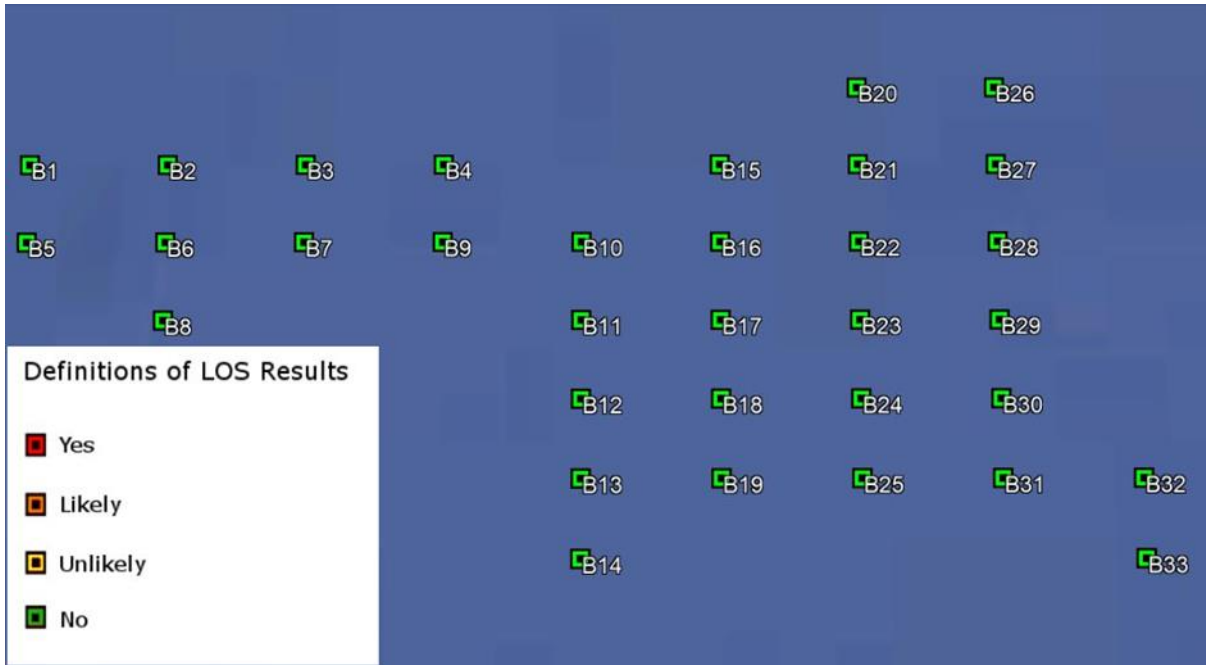 B20 B26
B1 B2 B3 B4 B15 B21 B27
B5 B6 B7 B9 B10 B16 B22 B28
B8 B11 B17 B23 B29
Definitions of LOS Results
B12 B18 B24 B30
Yes
B13 B19 B25 B31 B32
Likely
Unlikely
B14 B33
No